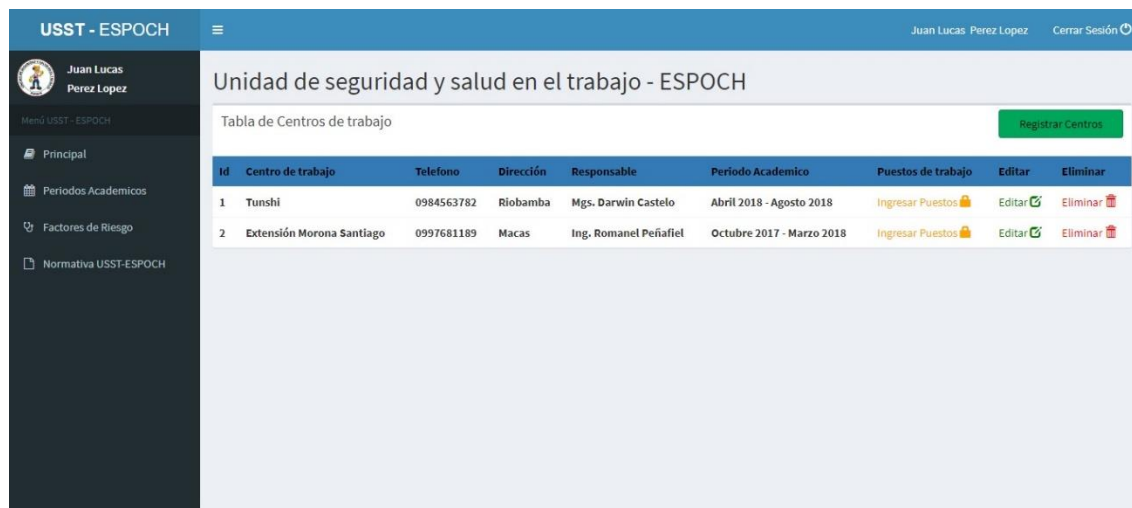 USST - ESPOCH
Juan Lucas Perez Lopez
Cerrar Sesión
Juan Lucas
Perez Lopez
Menú USST - ESPOCH
Principal
Periodos Academicos
Factores de Riesgo
Normativa USST-ESPOCH
Unidad de seguridad y salud en el trabajo - ESPOCH
Tabla de Centros de trabajo
Registrar Centros
Id Centro de trabajo Telefono Dirección Responsable Periodo Academico Puestos de trabajo Editar Eliminar
1 Tunshi 0984563782 Riobamba Mgs. Darwin Castelo Abril 2018 - Agosto 2018 Ingresar Puestos Editar Eliminar
2 Extensión Morona Santiago 0997681189 Macas Ing. Romanel Peñafiel Octubre 2017 - Marzo 2018 Ingresar Puestos Editar Eliminar